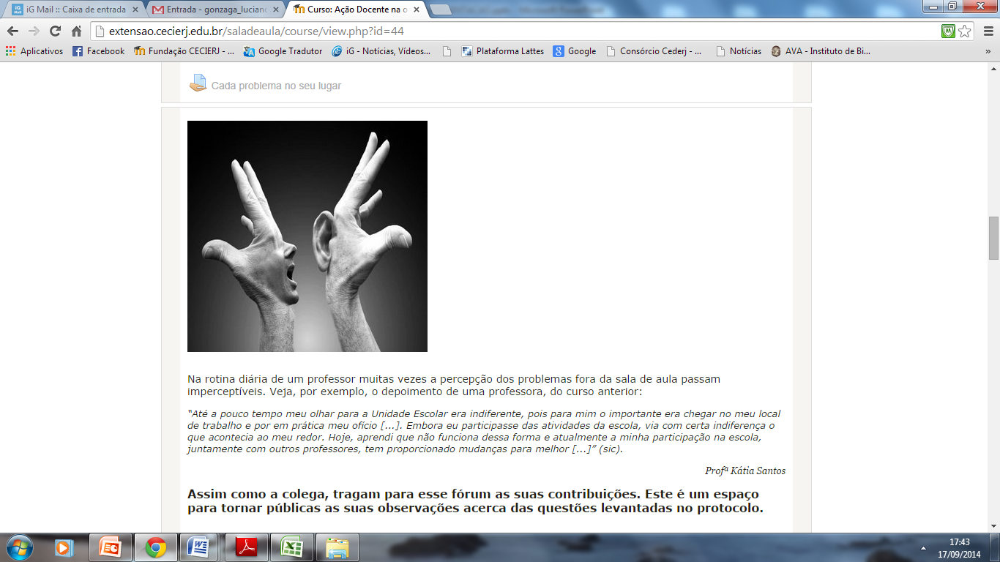 iG Mail :: Caixa de entrada
Entrada - gonzaga_luciano
Curso: Ação Docente na o
extensao.cecierj.edu.br/saladeaula/course/view.php?id=44
Aplicativos
Facebook
Fundação CECIERJ - ...
Google Tradutor
iG - Notícias, Vídeos...
Plataforma Lattes
Google
Consórcio Cederj - ...
Notícias
AVA - Instituto de Bi...
»
Cada problema no seu lugar
Na rotina diária de um professor muitas vezes a percepção dos problemas fora da sala de aula passam
imperceptíveis. Veja, por exemplo, o depoimento de uma professora, do curso anterior:
“Até a pouco tempo meu olhar para a Unidade Escolar era indiferente, pois para mim o importante era chegar no meu local
de trabalho e por em prática meu ofício [...]. Embora eu participasse das atividades da escola, via com certa indiferença o
que acontecia ao meu redor. Hoje, aprendi que não funciona dessa forma e atualmente a minha participação na escola,
juntamente com outros professores, tem proporcionado mudanças para melhor [...]” (sic).
Profª Kátia Santos
Assim como a colega, tragam para esse fórum as suas contribuições. Este é um espaço
para tornar públicas as suas observações acerca das questões levantadas no protocolo.
17:43
17/09/2014